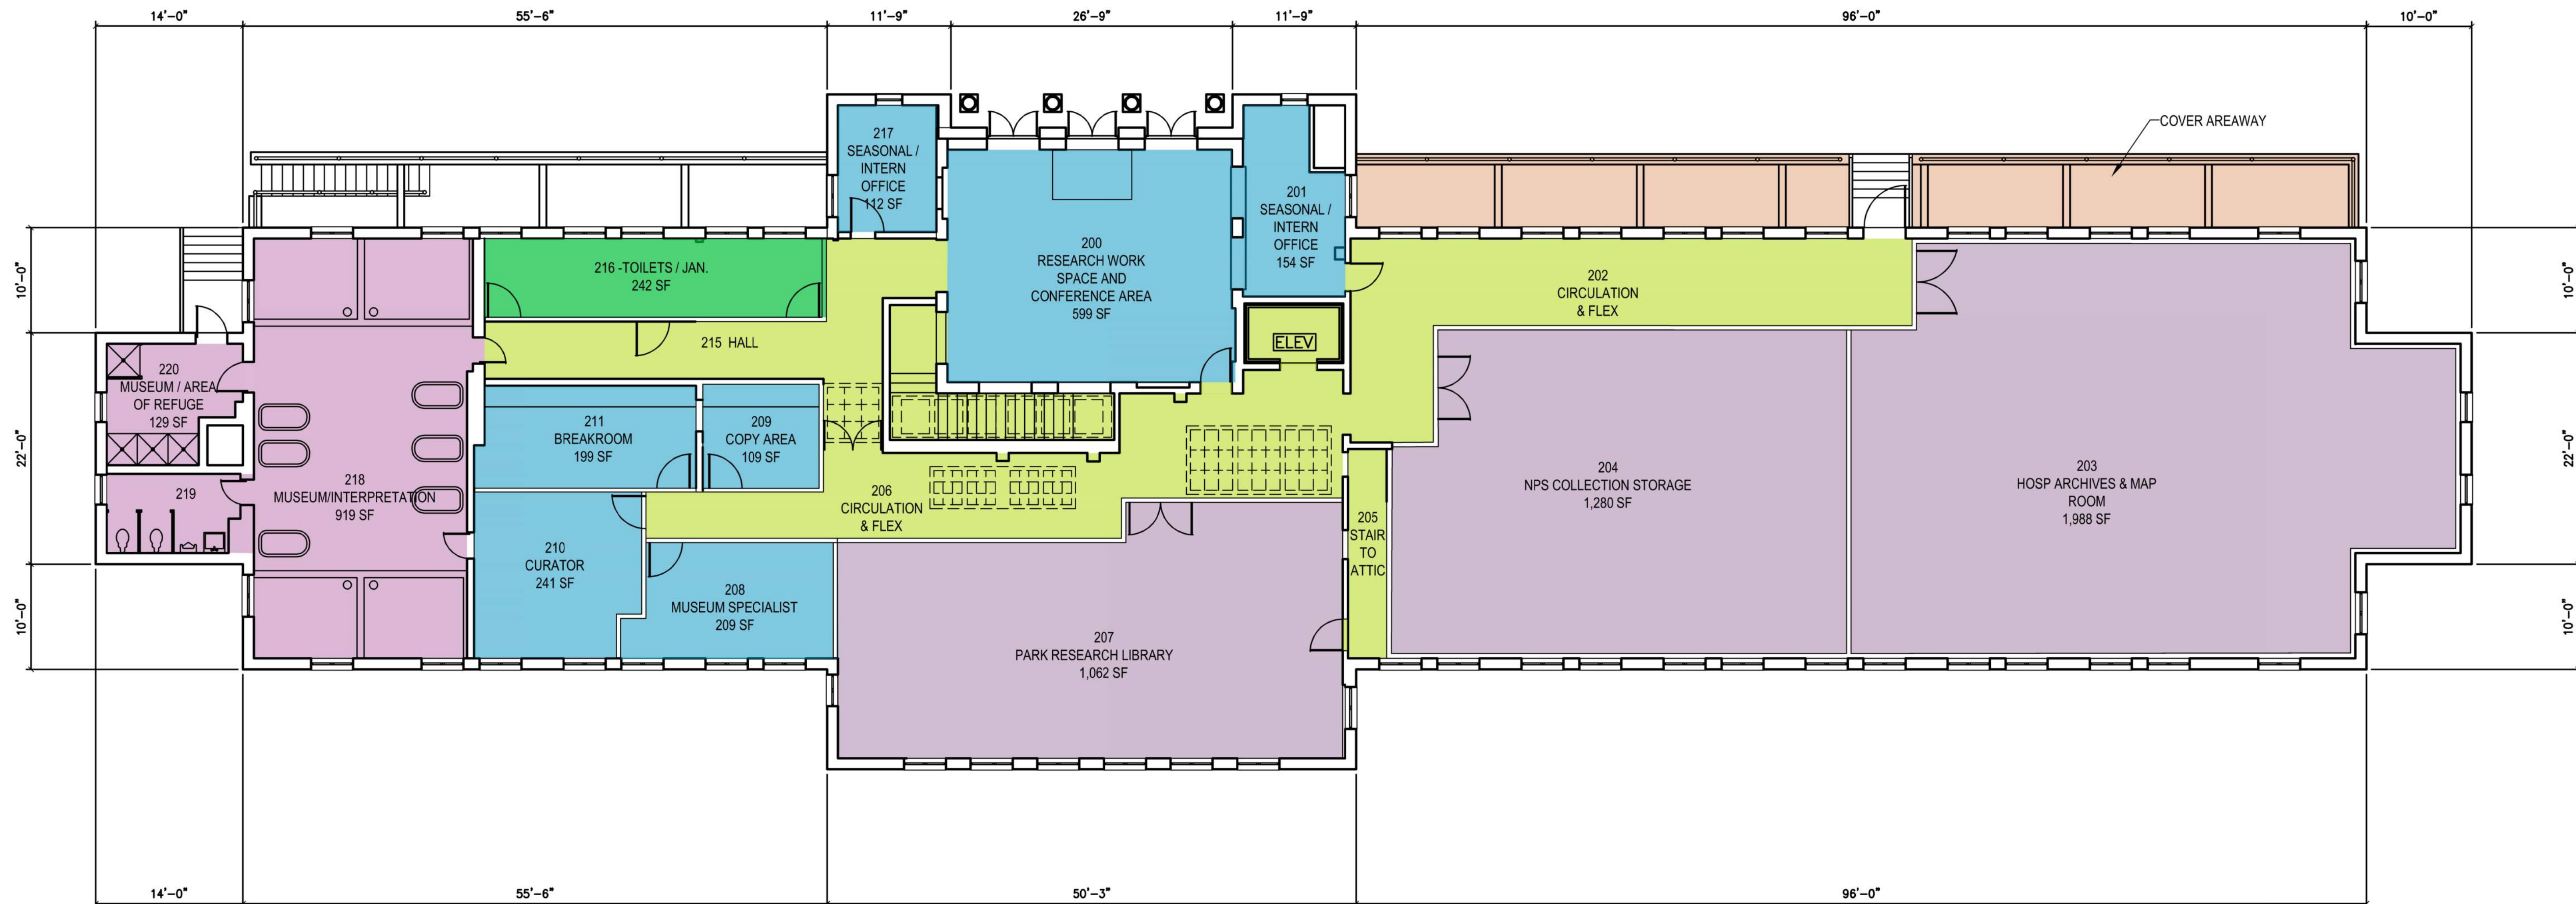 14'-0"
55'-6"
11'-9"
26'-9"
11'-9"
96'-0"
10'-0"
COVER AREAWAY
217
SEASONAL /
INTERN
OFFICE
112 SF
201
SEASONAL /
INTERN
OFFICE
154 SF
200
RESEARCH WORK
SPACE AND
CONFERENCE AREA
599 SF
216 -TOILETS / JAN.
242 SF
202
CIRCULATION
& FLEX
10'-0"
10'-0"
215 HALL
ELEV
220
MUSEUM / AREA
OF REFUGE
129 SF
211
BREAKROOM
199 SF
209
COPY AREA
109 SF
22'-0"
22'-0"
219
218
MUSEUM/INTERPRETATION
919 SF
206
CIRCULATION
& FLEX
204
NPS COLLECTION STORAGE
1,280 SF
203
HOSP ARCHIVES & MAP
ROOM
1,988 SF
205
STAIR
TO
ATTIC
210
CURATOR
241 SF
208
MUSEUM SPECIALIST
209 SF
207
PARK RESEARCH LIBRARY
1,062 SF
10'-0"
10'-0"
14'-0"
55'-6"
50'-3"
96'-0"